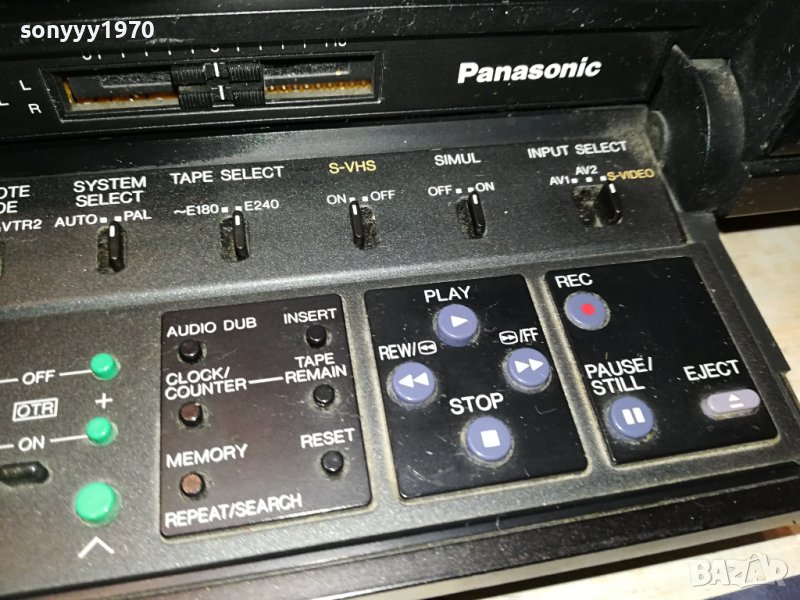 sonyyy1970
L
L
R
Panasonic
SYSTEM SELECT
AUTO PAL
VTR2
TAPE SELECT
~E180 E240
S-VHS
ON OFF
SIMUL
OFF ON
INPUT SELECT
AV1 AV2 S-VIDEO
OFF
OTR
+
ON
AUDIO DUB
INSERT
CLOCK/
COUNTER
TAPE
REMAIN
MEMORY
RESET
REPEAT/SEARCH
PLAY
REW/
/FF
STOP
REC
PAUSE/
STILL
EJECT
BAZAR